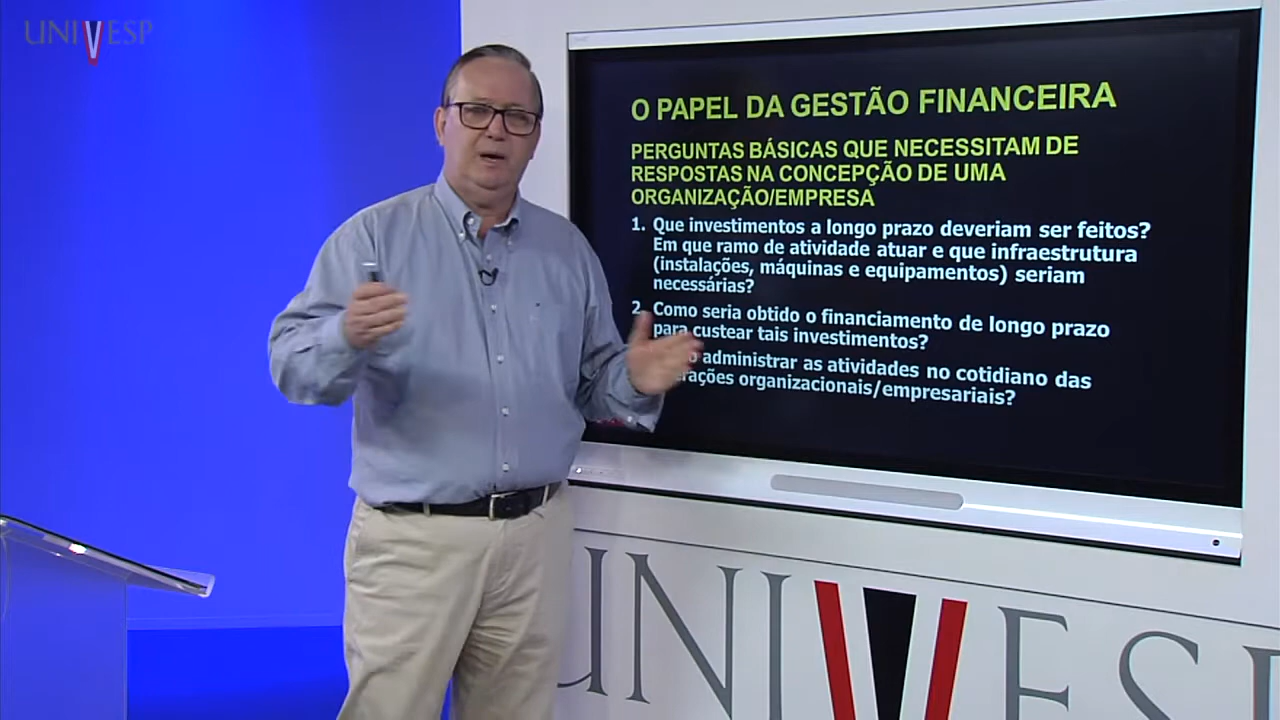 UNIVESP
O PAPEL DA GESTÃO FINANCEIRA
PERGUNTAS BÁSICAS QUE NECESSITAM DE
RESPOSTAS NA CONCEPÇÃO DE UMA
ORGANIZAÇÃO/EMPRESA
1. Que investimentos a longo prazo deveriam ser feitos?
Em que ramo de atividade atuar e que infraestrutura
(instalações, máquinas e equipamentos) seriam
necessárias?
2. Como seria obtido o financiamento de longo prazo
para custear tais investimentos?
administrar as atividades no cotidiano das
organizacionais/empresariais?
UNIVESP